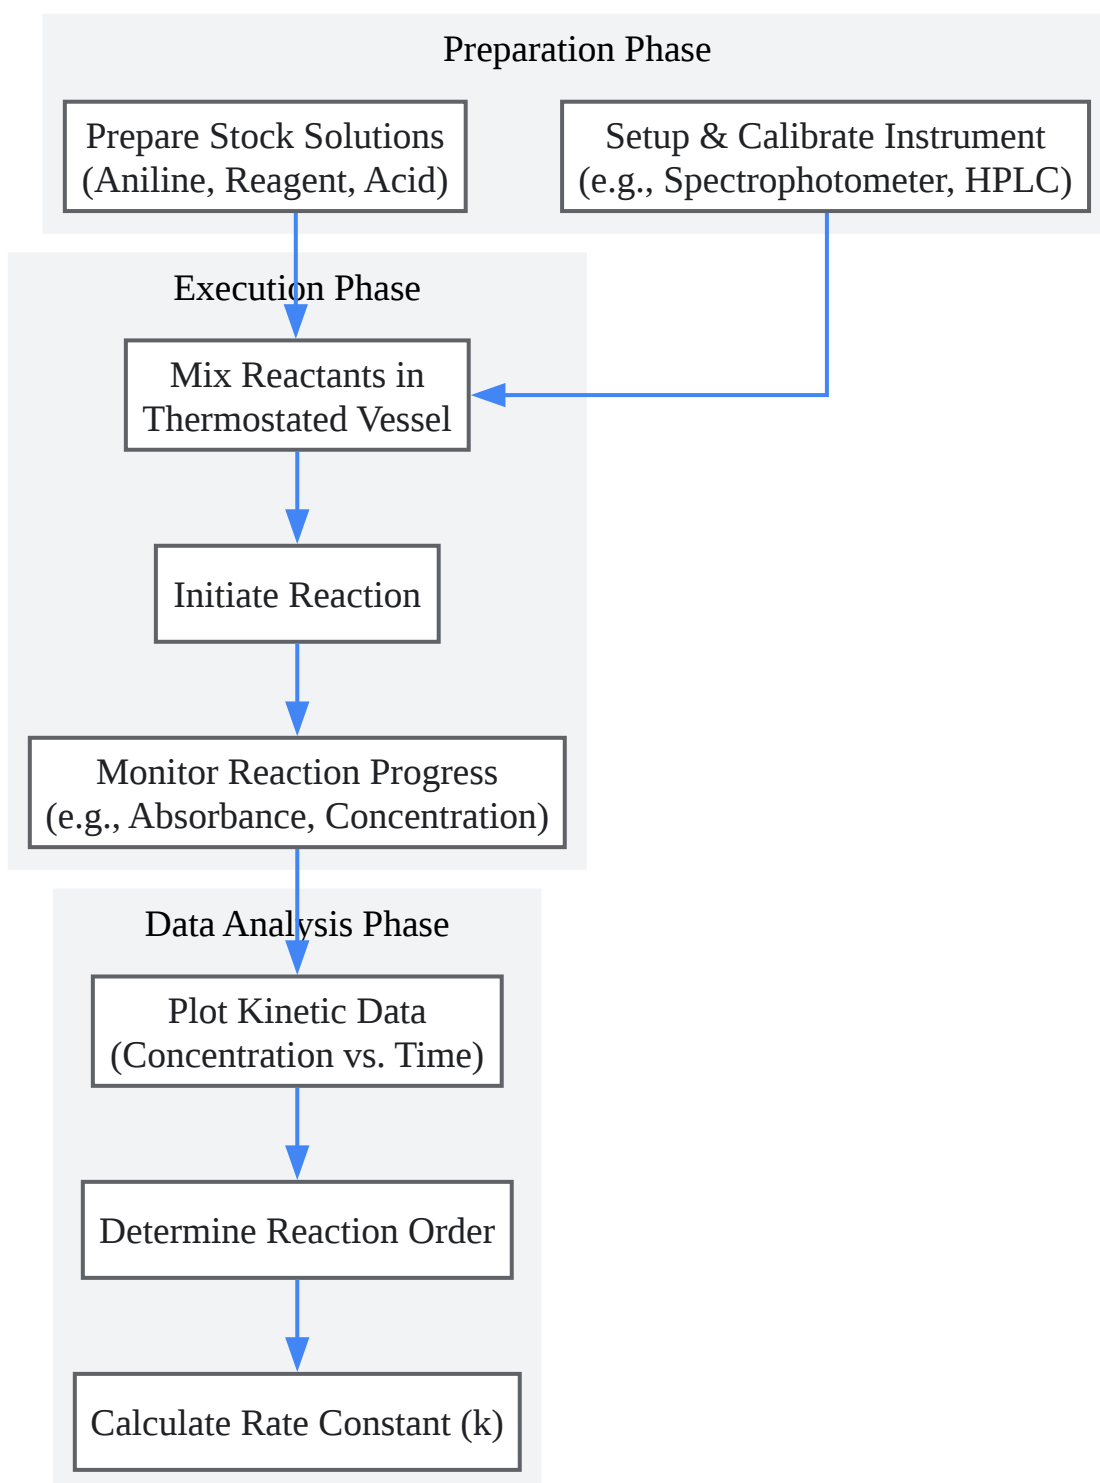 Preparation Phase
Prepare Stock Solutions
(Aniline, Reagent, Acid)
Setup & Calibrate Instrument
(e.g., Spectrophotometer, HPLC)
Execution Phase
Mix Reactants in
Thermostated Vessel
Initiate Reaction
Monitor Reaction Progress
(e.g., Absorbance, Concentration)
Data Analysis Phase
Plot Kinetic Data
(Concentration vs. Time)
Determine Reaction Order
Calculate Rate Constant (k)